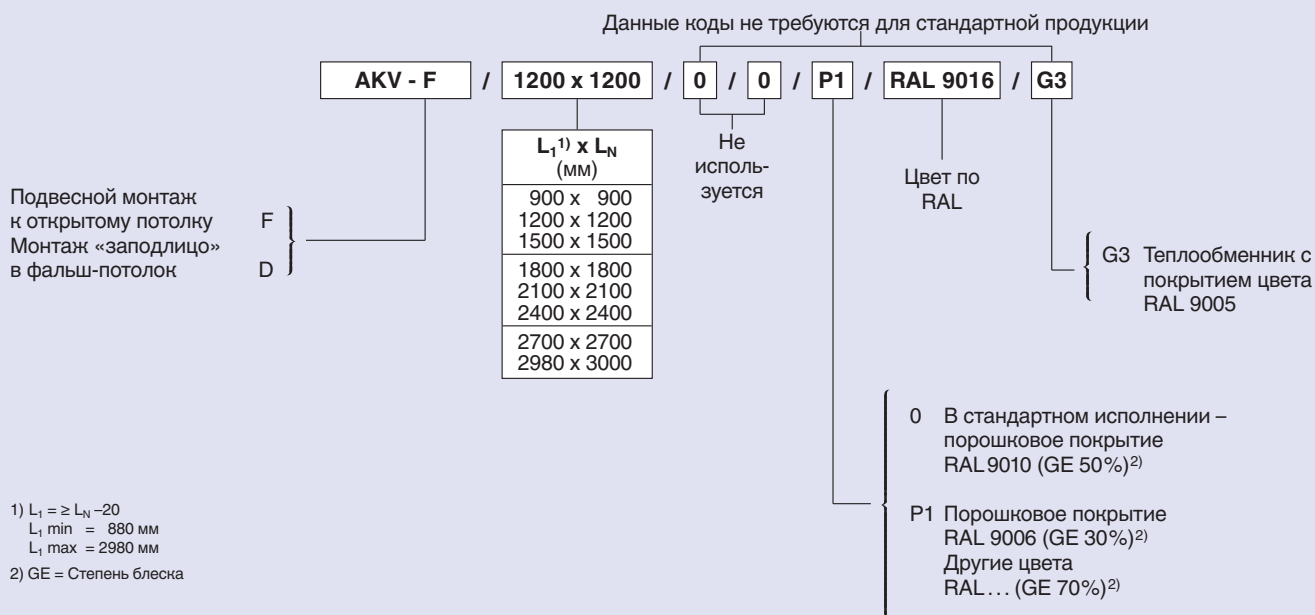 Данные коды не требуются для стандартной продукции
AKV - F / 1200 x 1200 / 0 / 0 / P1 / RAL 9016 / G3
L₁¹⁾ x L_N
(мм)
900 x 900
1200 x 1200
1500 x 1500
1800 x 1800
2100 x 2100
2400 x 2400
2700 x 2700
2980 x 3000
Не
исполь-
зуется
Цвет по
RAL
Подвесной монтаж
к открытому потолку F
Монтаж «заподлицо»
в фальш-потолок D
G3 Теплообменник с
покрытием цвета
RAL 9005
0 В стандартном исполнении –
порошковое покрытие
RAL 9010 (GE 50%)²⁾
P1 Порошковое покрытие
RAL 9006 (GE 30%)²⁾
Другие цвета
RAL... (GE 70%)²⁾
1) L₁ = ≥ L_N –20
L₁ min = 880 мм
L₁ max = 2980 мм
2) GE = Степень блеска